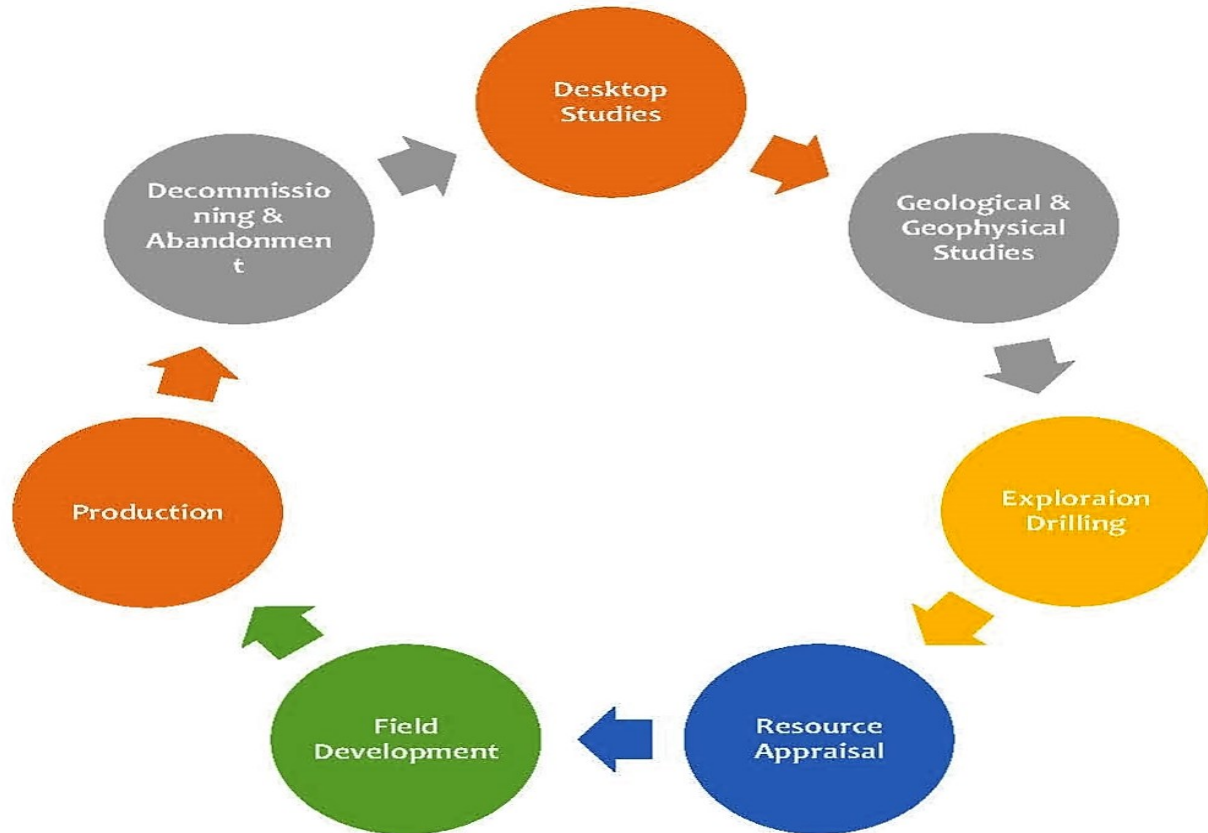 Desktop
Studies
Geological &
Geophysical
Studies
Exploraion
Drilling
Resource
Appraisal
Field
Development
Production
Decommissio
ning &
Abandonmen
t